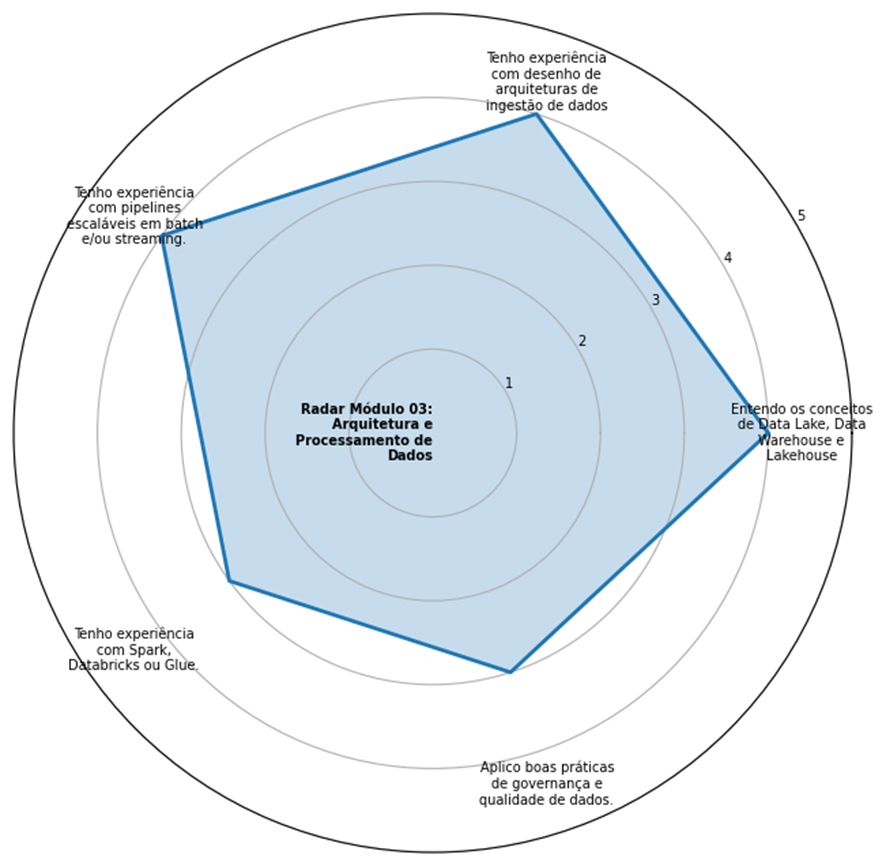 Tenho experiência
com desenho de
arquiteturas de
ingestão de dados
Tenho experiência
com pipelines
escaláveis em batch
e/ou streaming.
5
4
3
2
1
Radar Módulo 03:
Arquitetura e
Processamento de
Dados
Entendo os conceitos
de Data Lake, Data
Warehouse e
Lakehouse
Tenho experiência
com Spark,
Databricks ou Glue.
Aplico boas práticas
de governança e
qualidade de dados.